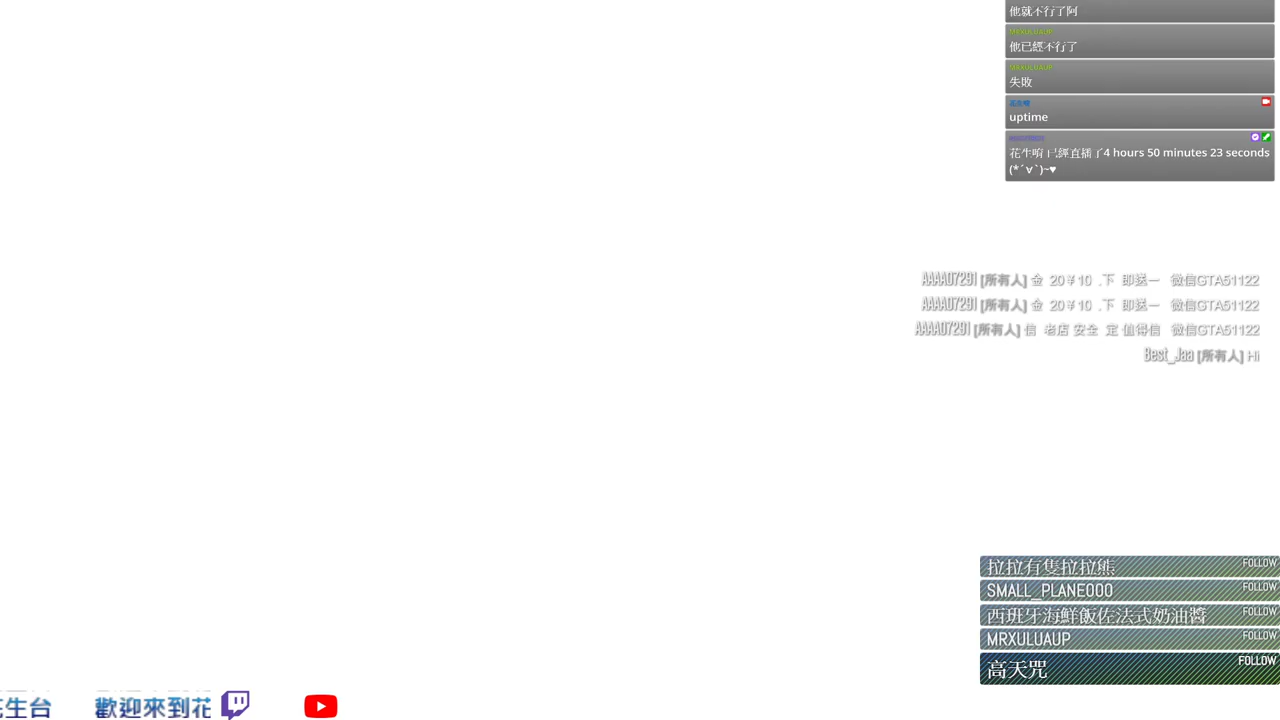 他就不行了阿
MRXULUAUP
他已經不行了
MRXULUAUP
失敗
花生噹
uptime
已經直播了4 hours 50 minutes 23 seconds
(*´∀`)~♥
AAAA07291 [所有人] 金 20¥10 .下 即送一 微信GTA51122
AAAA07291 [所有人] 金 20¥10 .下 即送一 微信GTA51122
AAAA07291 [所有人] 信 老店 安全 定 值得信 微信GTA51122
Best_Jaa [所有人] Hi
拉拉有隻拉拉熊 FOLLOW
SMALL_PLANE000 FOLLOW
西班牙海鮮飯佐法式奶油醬 FOLLOW
MRXULUAUP FOLLOW
高天咒 FOLLOW
花生台 歡迎來到花